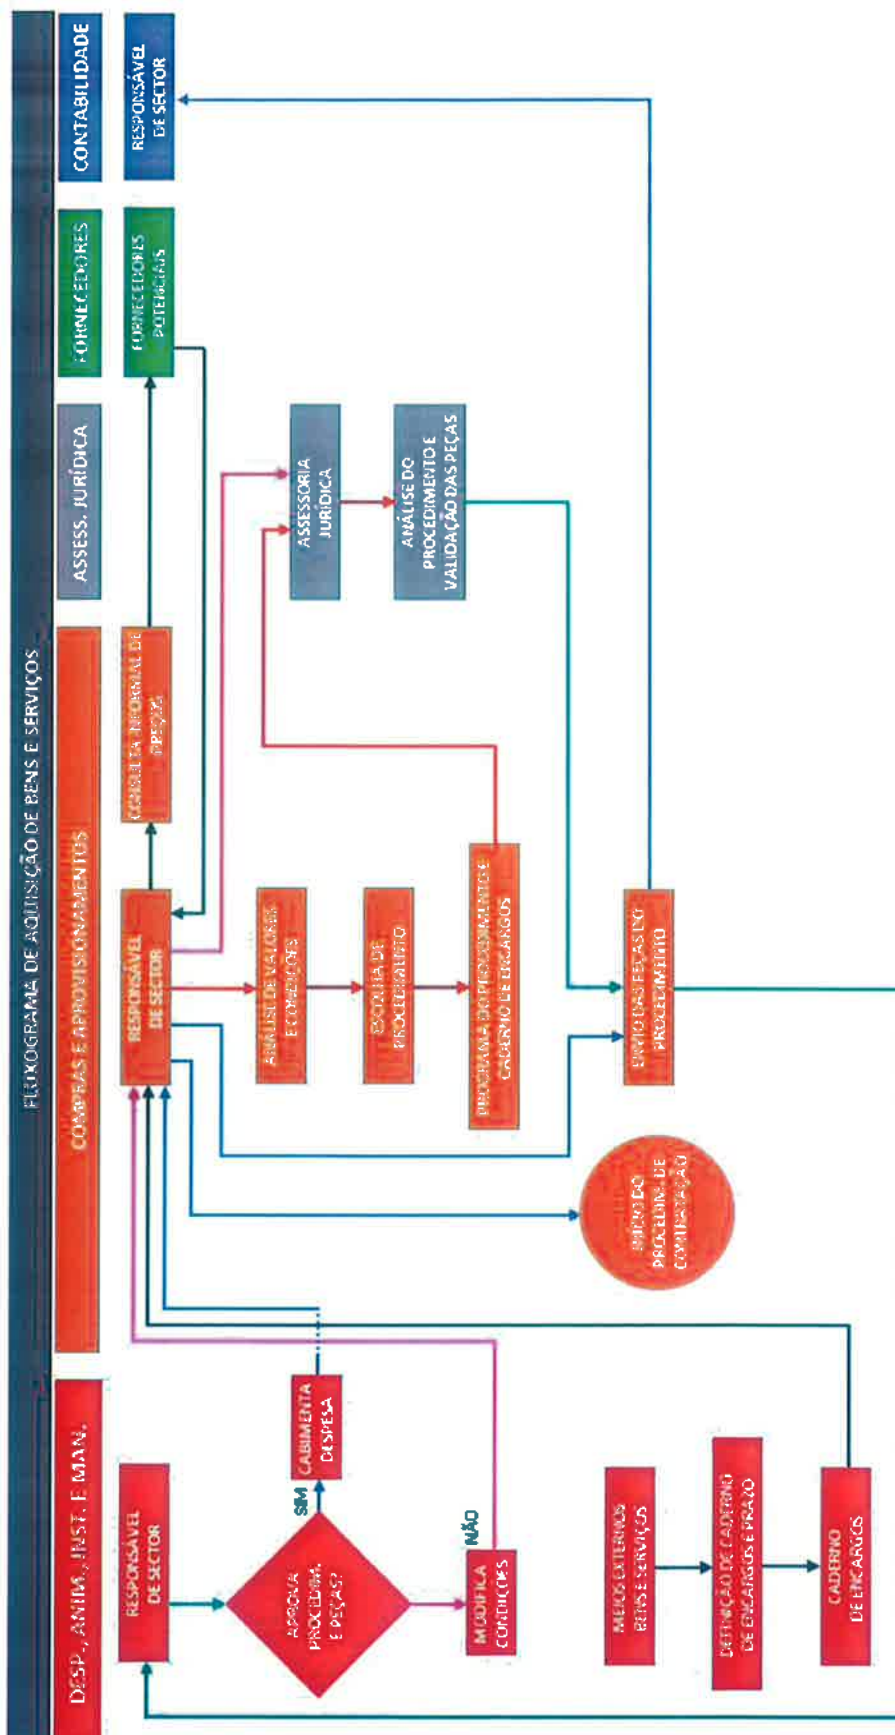 FLUXOGRAMA DE AQUISIÇÃO DE BENS E SERVIÇOS
DESP., ANIM., INST. E MAN.
COMPRAS E APROVISIONAMENTOS
ASSESS. JURÍDICA
FORNECEDORES
CONTABILIDADE
RESPONSÁVEL
DE SECTOR
RESPONSÁVEL
DE SECTOR
CONSULTA INFORMAL DE
PREÇOS
FORNECEDORES
POTENCIAIS
RESPONSÁVEL
DE SECTOR
APROVA
PROCEDIM.
E PEÇAS?
SIM
CABIMENTA
DESPESA
NÃO
MODIFICA
CONDIÇÕES
ANÁLISE DE VALORES
E CONDIÇÕES
ESCOLHA DE
PROCEDIMENTO
PROGRAMA DO PROCEDIMENTO E
CADERNO DE ENCARGOS
ASSESSORIA
JURÍDICA
ANÁLISE DO
PROCEDIMENTO E
VALIDAÇÃO DAS PEÇAS
INÍCIO DO
PROCEDIM. DE
CONTRATAÇÃO
ENVIO DAS PEÇAS DO
PROCEDIMENTO
MEIOS EXTERNOS
BENS E SERVIÇOS
DEFINIÇÃO DE CADERNO
DE ENCARGOS E PRAZO
CADERNO
DE ENCARGOS